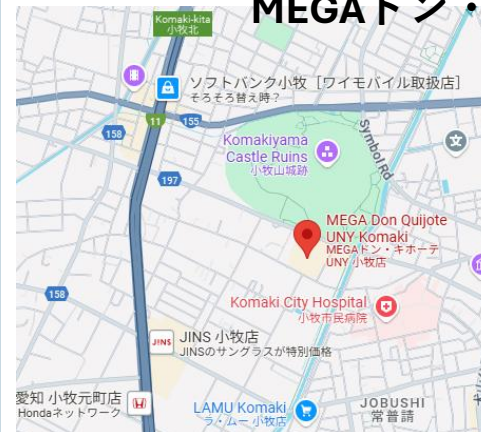 MEGAドン・
Komaki-kita
小牧北
ソフトバンク小牧［ワイモバイル取扱店］
そろそろ替え時？
11
155
158
Komakiyama
Castle Ruins
小牧山城跡
Symbol Rd
文
197
MEGA Don Quijote
UNY Komaki
MEGAドン・キホーテ
UNY 小牧店
158
Komaki City Hospital
小牧市民病院
JINS
JINS 小牧店
JINSのサングラスが特別価格
愛知 小牧元町店
Hondaネットワーク
LAMU Komaki
ラ・ムー 小牧店
JOBUSHI
常普請